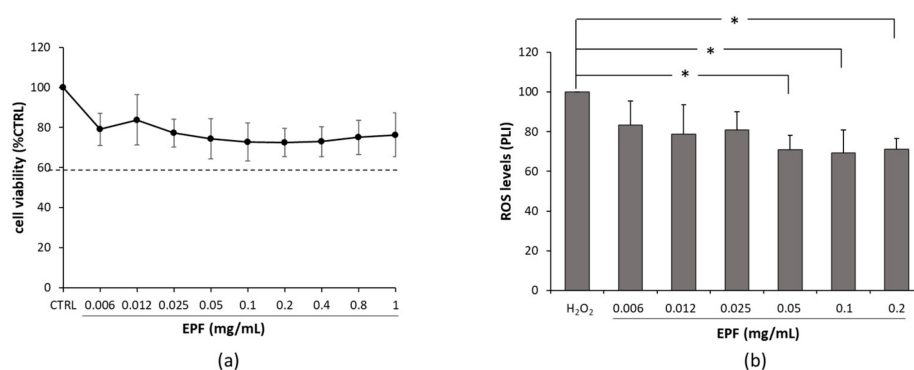 120
100
80
60
40
20
0
cell viability (%CTRL)
CTRL 0.006 0.012 0.025 0.05 0.1 0.2 0.4 0.8 1
EPF (mg/mL)
(a)
*
*
*
120
100
80
60
40
20
0
ROS levels (PLI)
H₂O₂ 0.006 0.012 0.025 0.05 0.1 0.2
EPF (mg/mL)
(b)